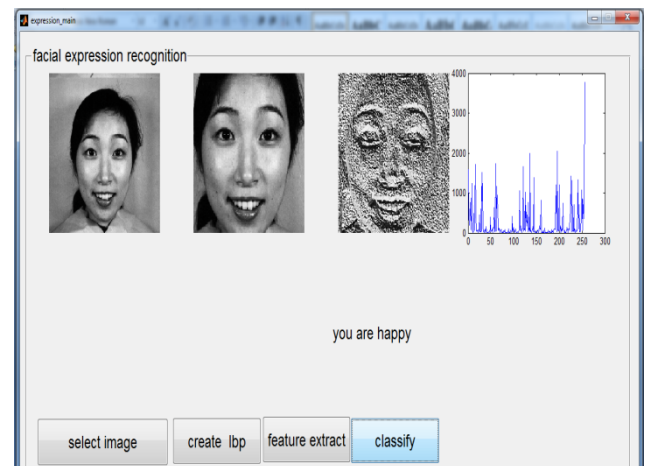 expression_main
facial expression recognition
4000
3000
2000
1000
0
0 50 100 150 200 250 300
you are happy
select image
create lbp
feature extract
classify